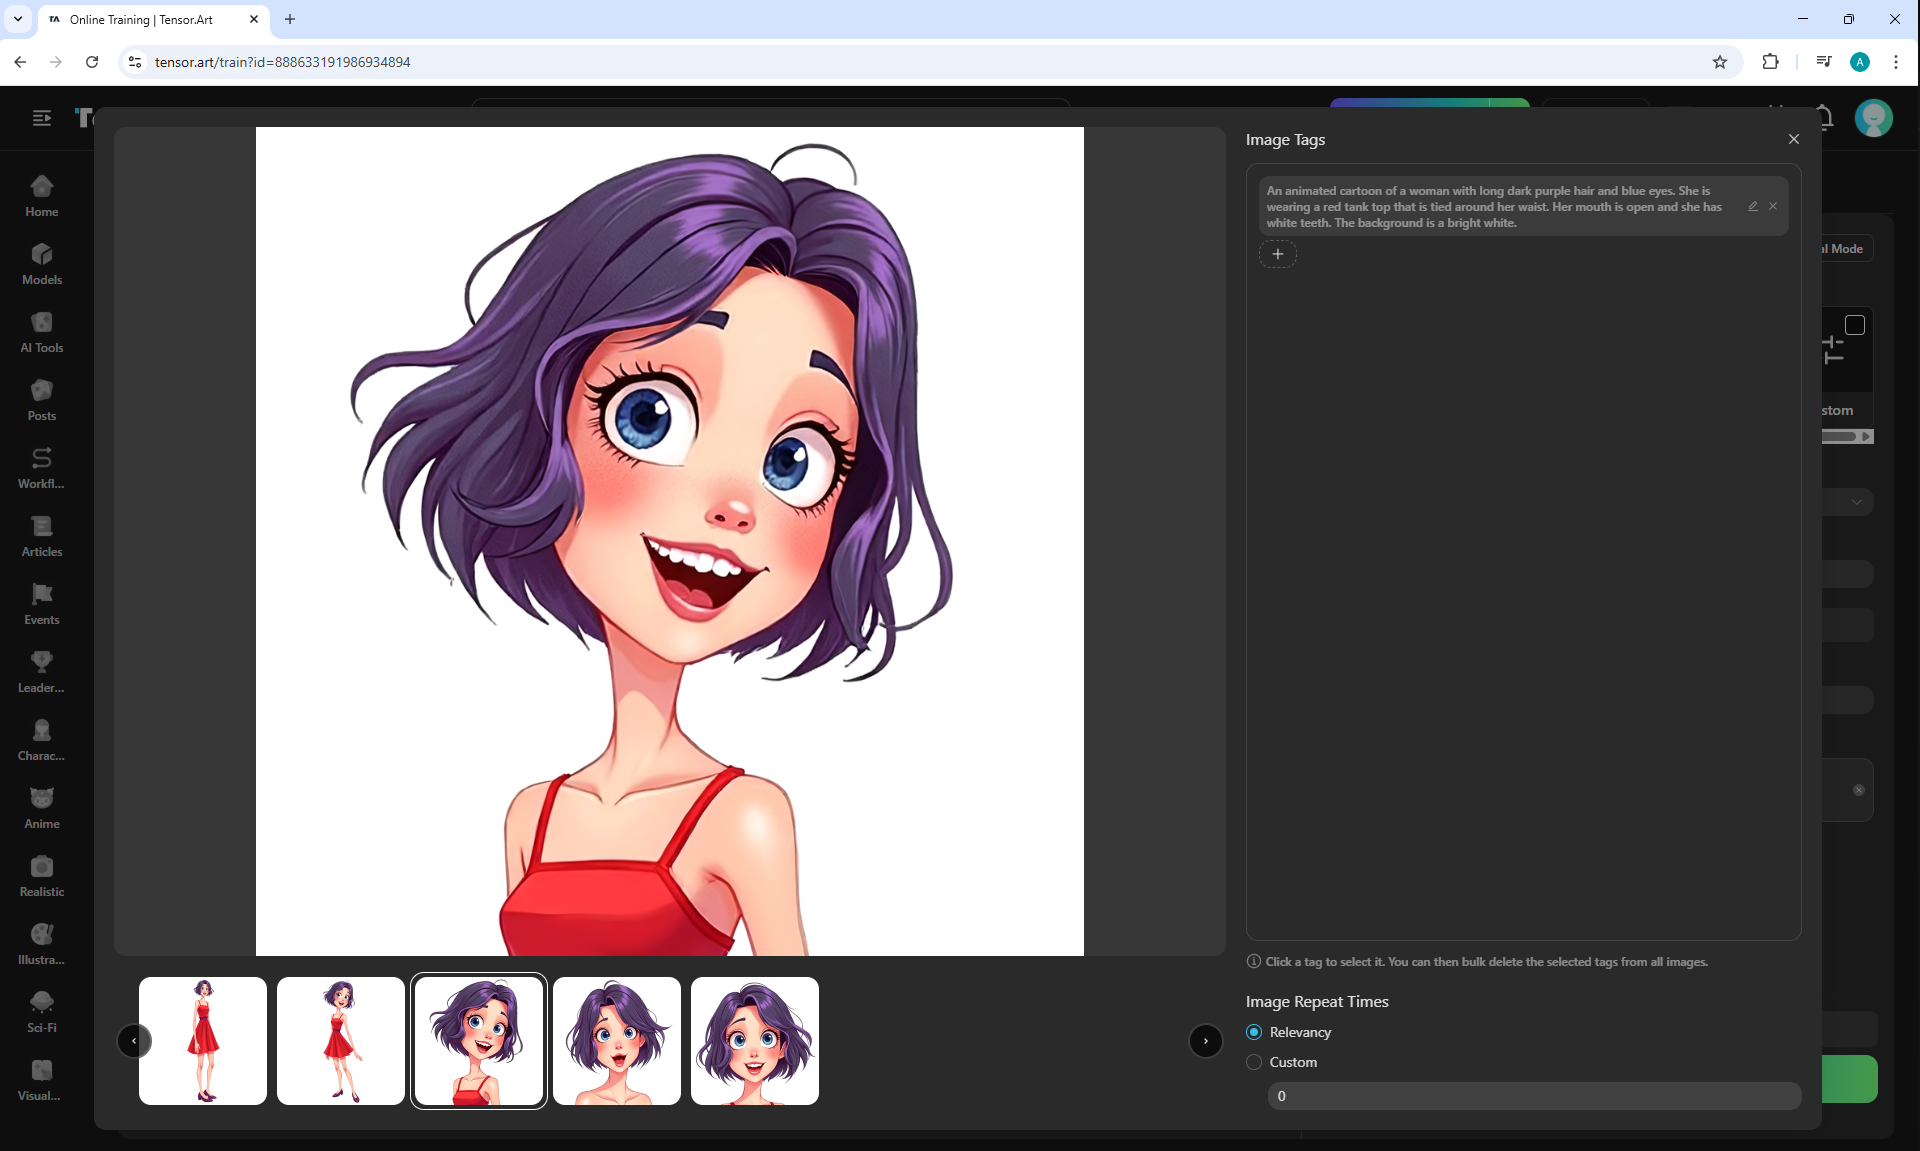 TA Online Training | Tensor.Art
tensor.art/train?id=888633191986934894
A
Home
Models
AI Tools
Posts
Workfl...
Articles
Events
Leader...
Charac...
Anime
Realistic
Illustra...
Sci-Fi
Visual...
Image Tags
An animated cartoon of a woman with long dark purple hair and blue eyes. She is
wearing a red tank top that is tied around her waist. Her mouth is open and she has
white teeth. The background is a bright white.
Click a tag to select it. You can then bulk delete the selected tags from all images.
Image Repeat Times
Relevancy
Custom
0
l Mode
stom